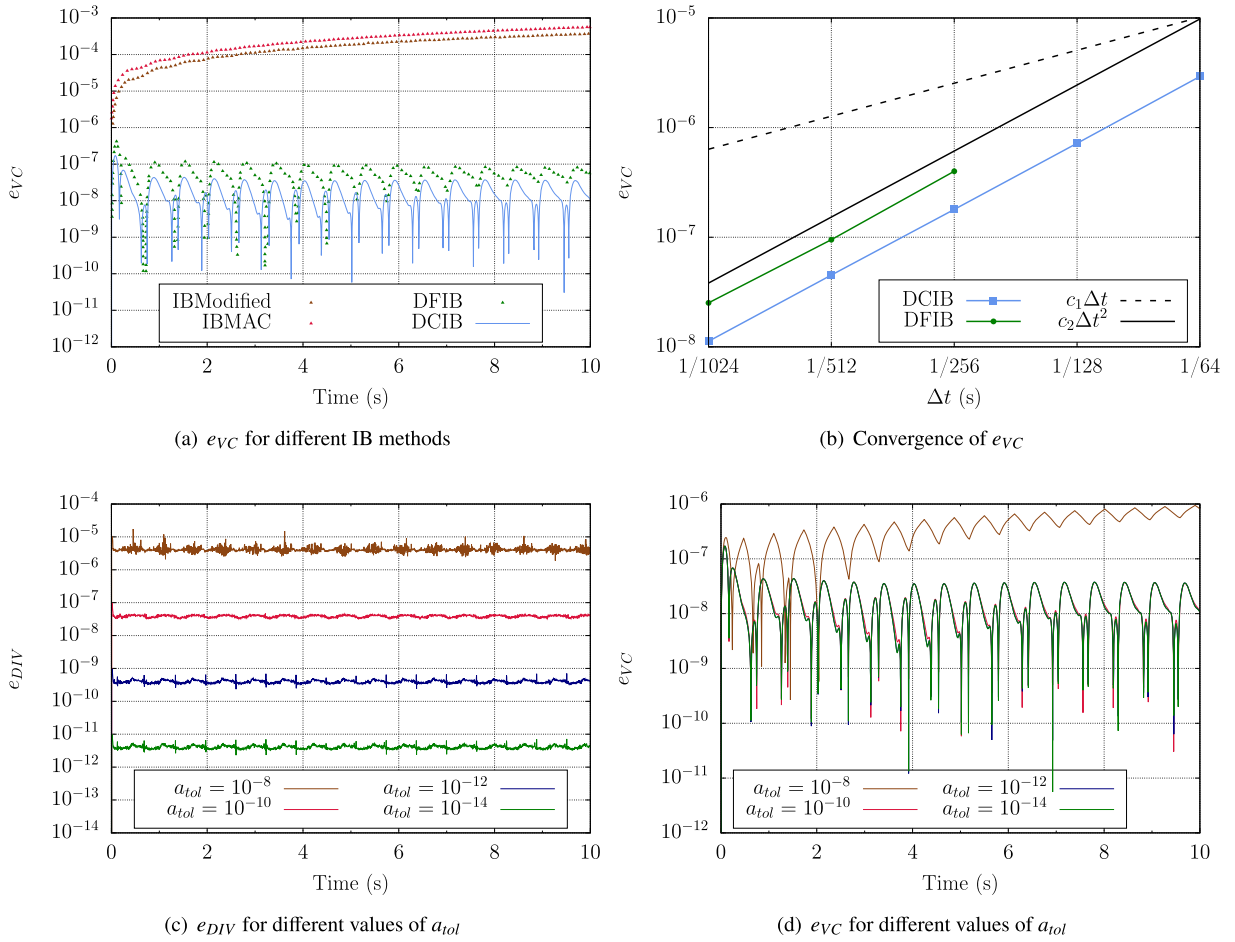 10⁻³
10⁻⁴
10⁻⁵
10⁻⁶
10⁻⁷
10⁻⁸
10⁻⁹
10⁻¹⁰
10⁻¹¹
10⁻¹²
e_VC
IBModified
IBMAC
DFIB
DCIB
0 2 4 6 8 10
Time (s)
(a) e_VC for different IB methods
10⁻⁵
10⁻⁶
10⁻⁷
10⁻⁸
e_VC
DCIB
DFIB
c₁Δt
c₂Δt²
1/1024 1/512 1/256 1/128 1/64
Δt (s)
(b) Convergence of e_VC
10⁻⁴
10⁻⁵
10⁻⁶
10⁻⁷
10⁻⁸
10⁻⁹
10⁻¹⁰
10⁻¹¹
10⁻¹²
10⁻¹³
10⁻¹⁴
e_DIV
a_tol = 10⁻⁸
a_tol = 10⁻¹⁰
a_tol = 10⁻¹²
a_tol = 10⁻¹⁴
0 2 4 6 8 10
Time (s)
(c) e_DIV for different values of a_tol
10⁻⁶
10⁻⁷
10⁻⁸
10⁻⁹
10⁻¹⁰
10⁻¹¹
10⁻¹²
e_VC
a_tol = 10⁻⁸
a_tol = 10⁻¹⁰
a_tol = 10⁻¹²
a_tol = 10⁻¹⁴
0 2 4 6 8 10
Time (s)
(d) e_VC for different values of a_tol